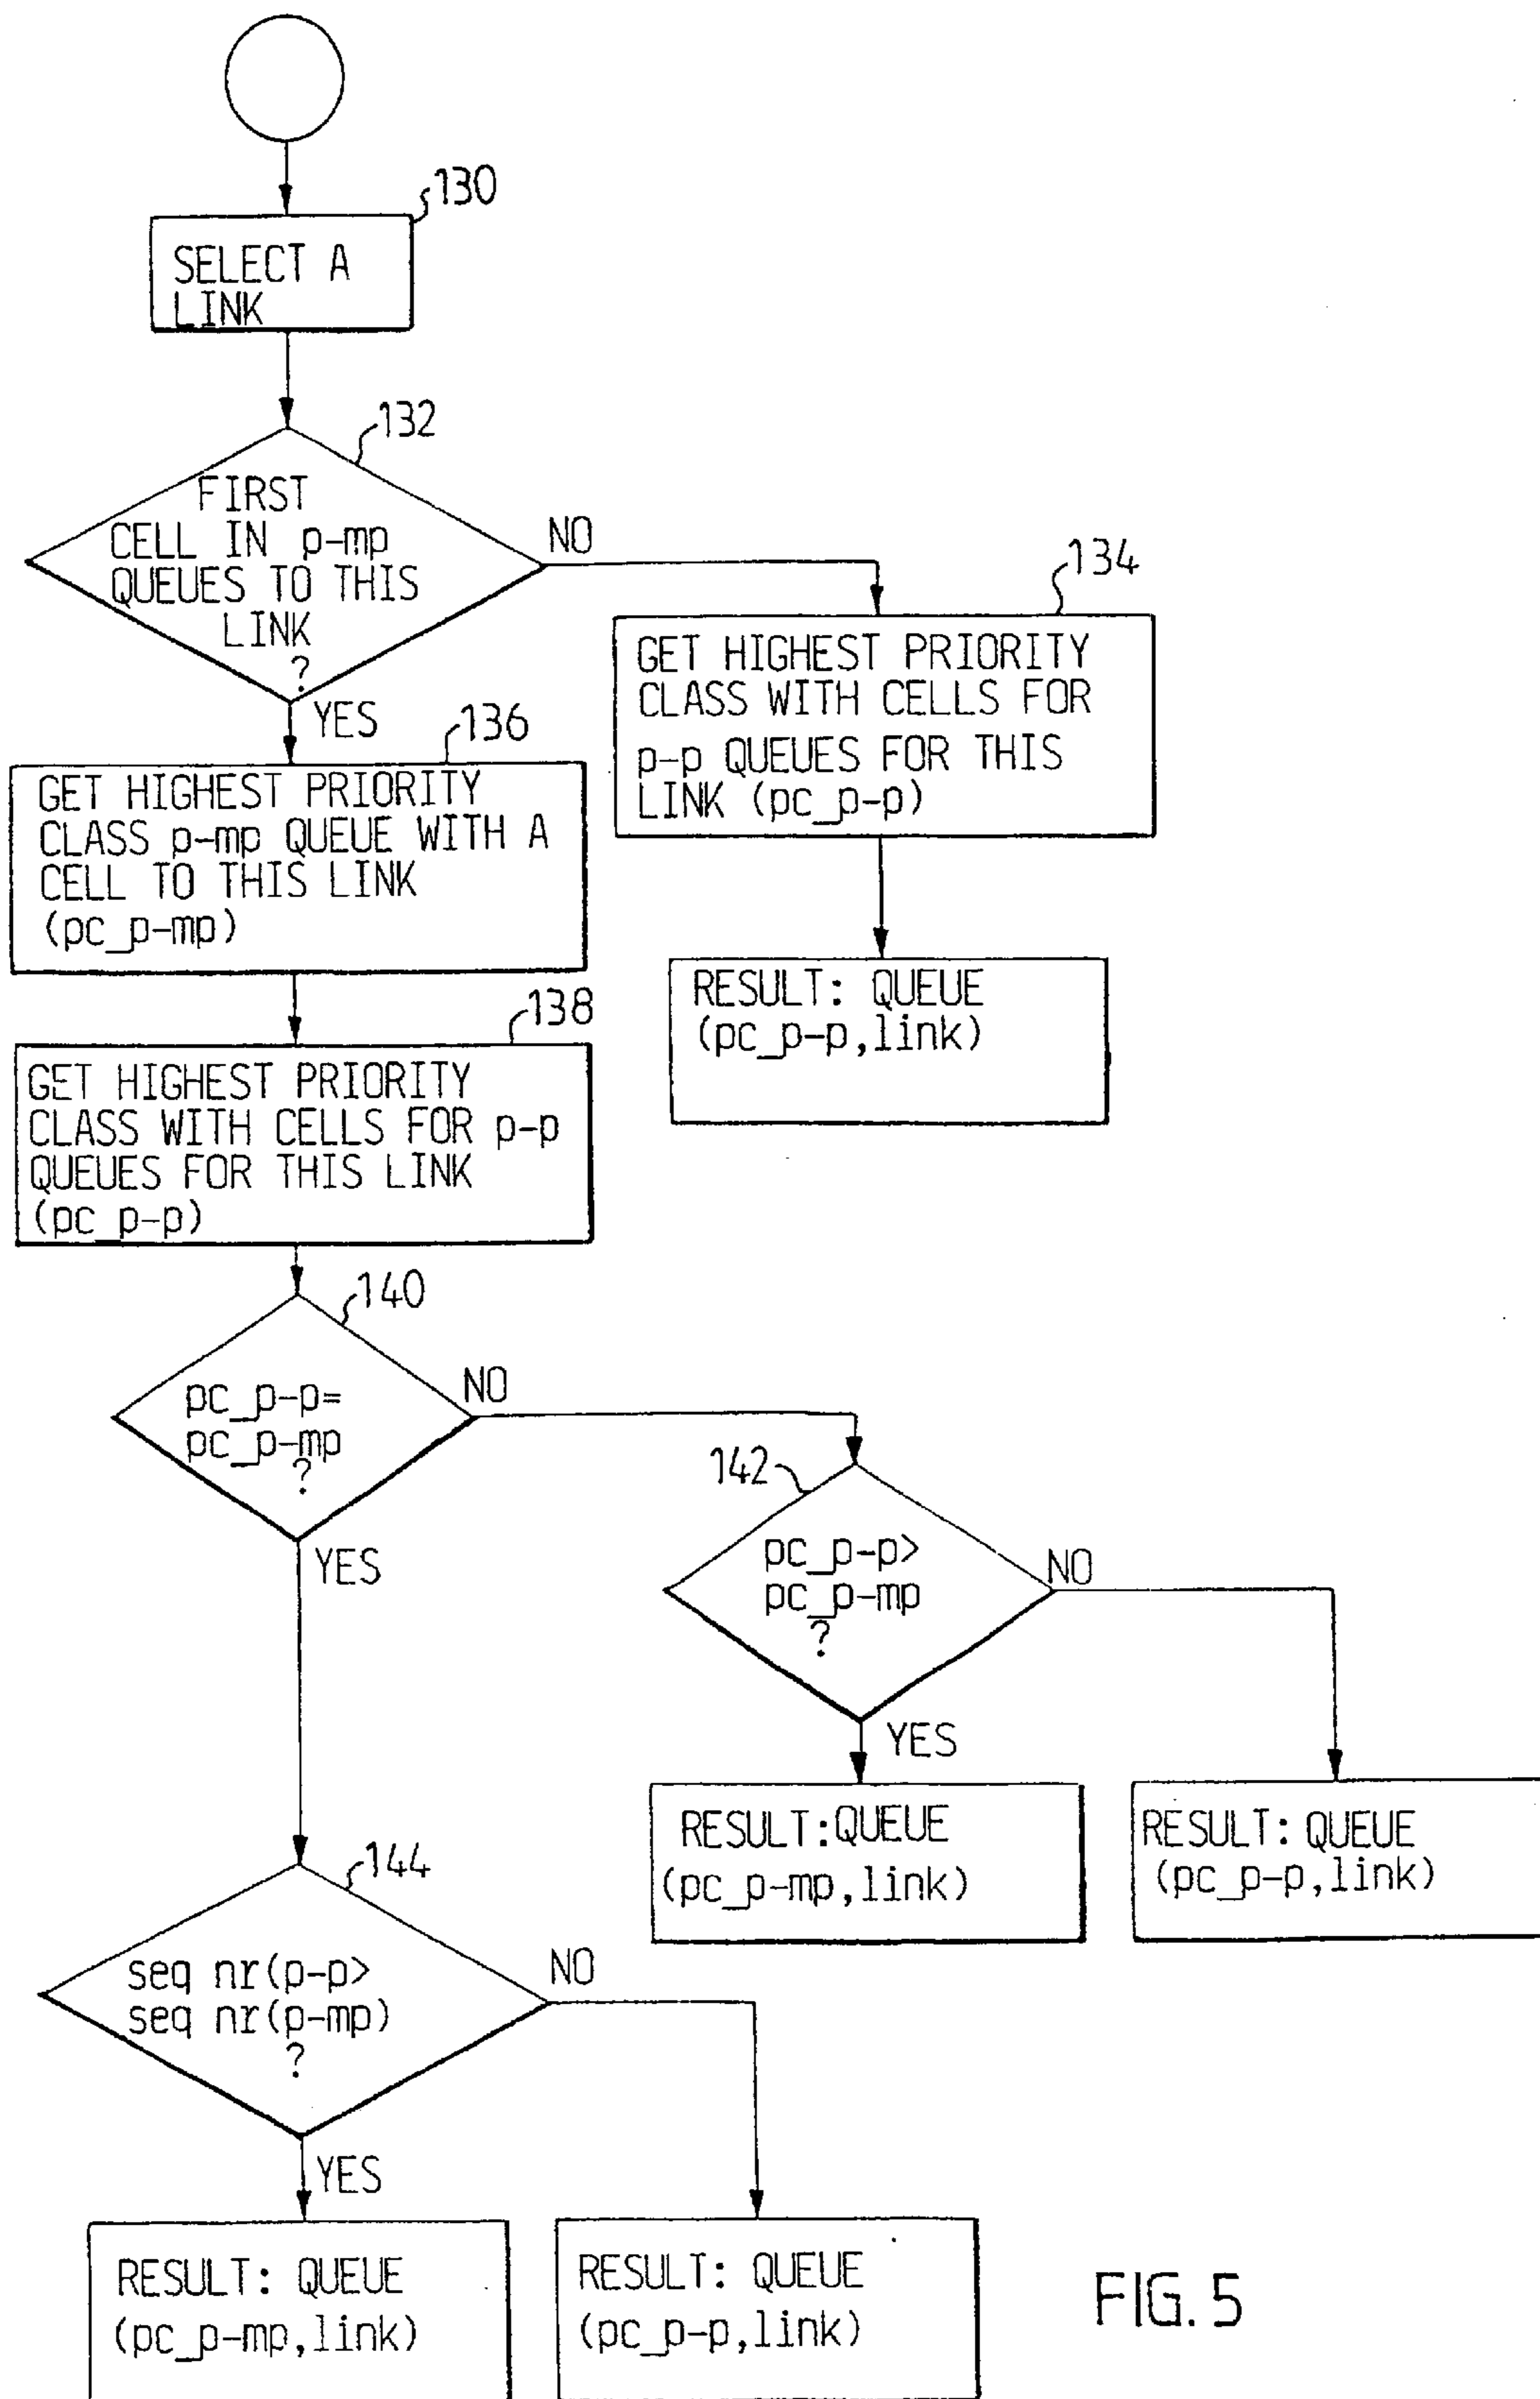 130
SELECT A
LINK
132
FIRST
CELL IN p-mp
QUEUES TO THIS
LINK
?
NO
YES
134
GET HIGHEST PRIORITY
CLASS WITH CELLS FOR
p-p QUEUES FOR THIS
LINK (pc_p-p)
136
GET HIGHEST PRIORITY
CLASS p-mp QUEUE WITH A
CELL TO THIS LINK
(pc_p-mp)
RESULT: QUEUE
(pc_p-p,link)
138
GET HIGHEST PRIORITY
CLASS WITH CELLS FOR p-p
QUEUES FOR THIS LINK
(pc_p-p)
140
pc_p-p=
pc_p-mp
?
NO
YES
142
pc_p-p>
pc_p-mp
?
NO
YES
RESULT:QUEUE
(pc_p-mp,link)
RESULT: QUEUE
(pc_p-p,link)
144
seq nr(p-p>
seq nr(p-mp)
?
NO
YES
RESULT: QUEUE
(pc_p-mp,link)
RESULT: QUEUE
(pc_p-p,link)
FIG. 5